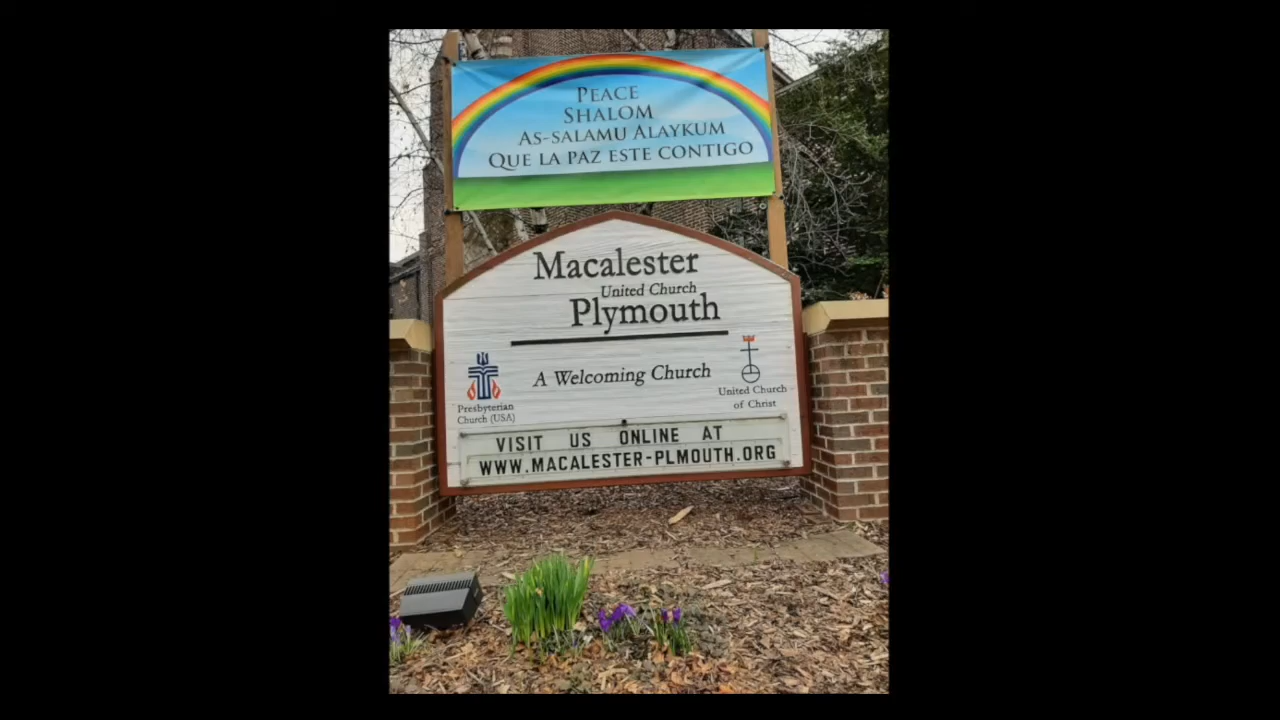 PEACE
SHALOM
AS-SALAMU ALAYKUM
QUE LA PAZ ESTE CONTIGO
Macalester
United Church
Plymouth
A Welcoming Church
Presbyterian
Church (USA)
United Church
of Christ
VISIT US ONLINE AT
WWW.MACALESTER-PLMOUTH.ORG